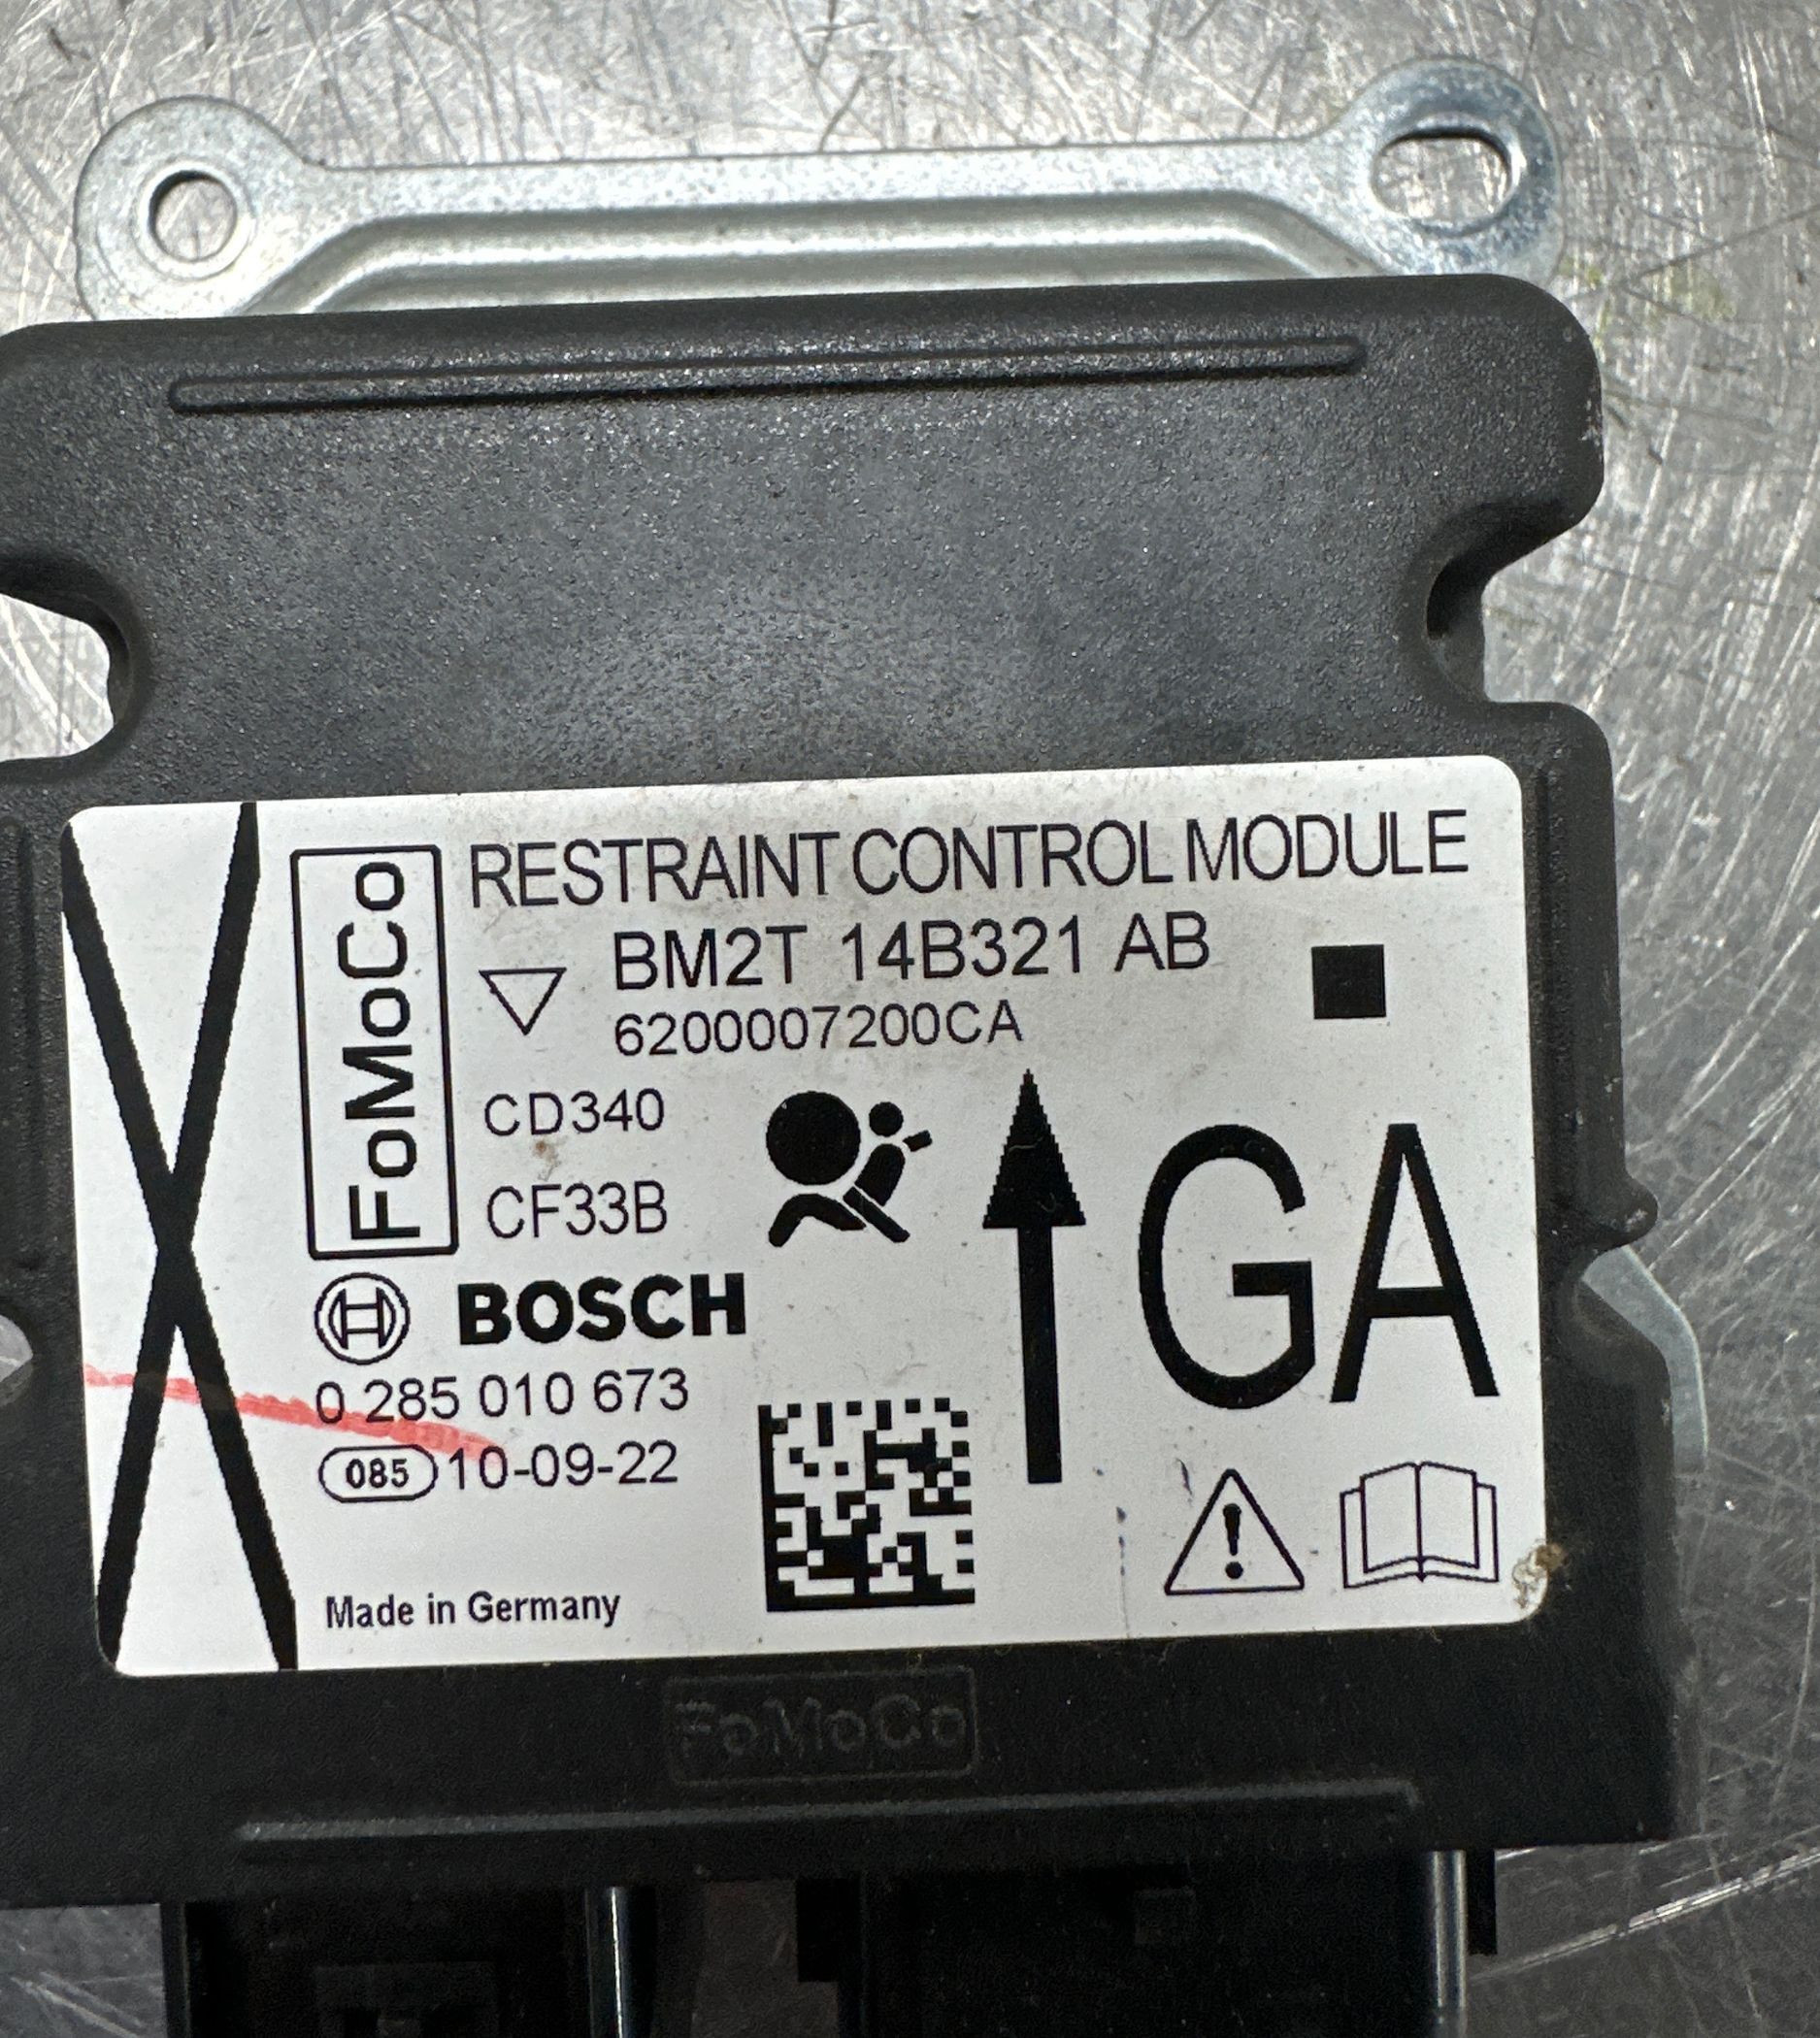 FoMoCo
RESTRAINT CONTROL MODULE
BM2T 14B321 AB
6200007200CA
CD340
CF33B
GA
BOSCH
0 285 010 673
085 10-09-22
Made in Germany
FoMoCo